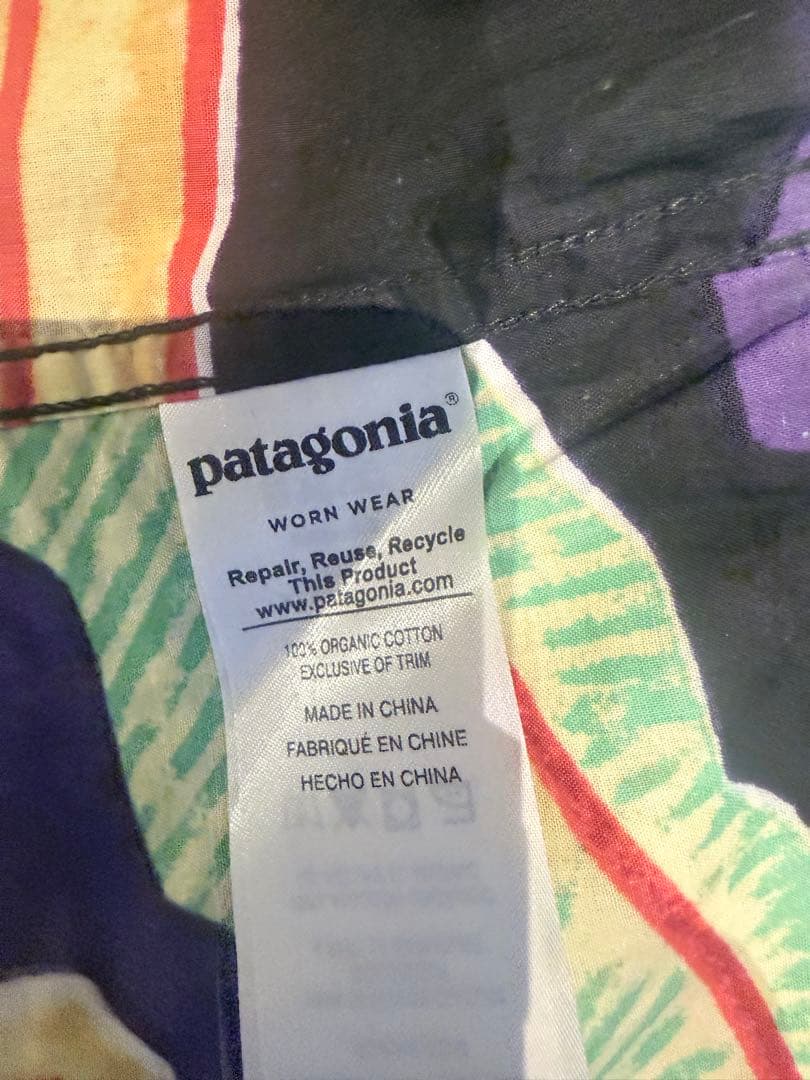 patagonia®
WORN WEAR
Repair, Reuse, Recycle
This Product
www.patagonia.com
100% ORGANIC COTTON
EXCLUSIVE OF TRIM
MADE IN CHINA
FABRIQUÉ EN CHINE
HECHO EN CHINA